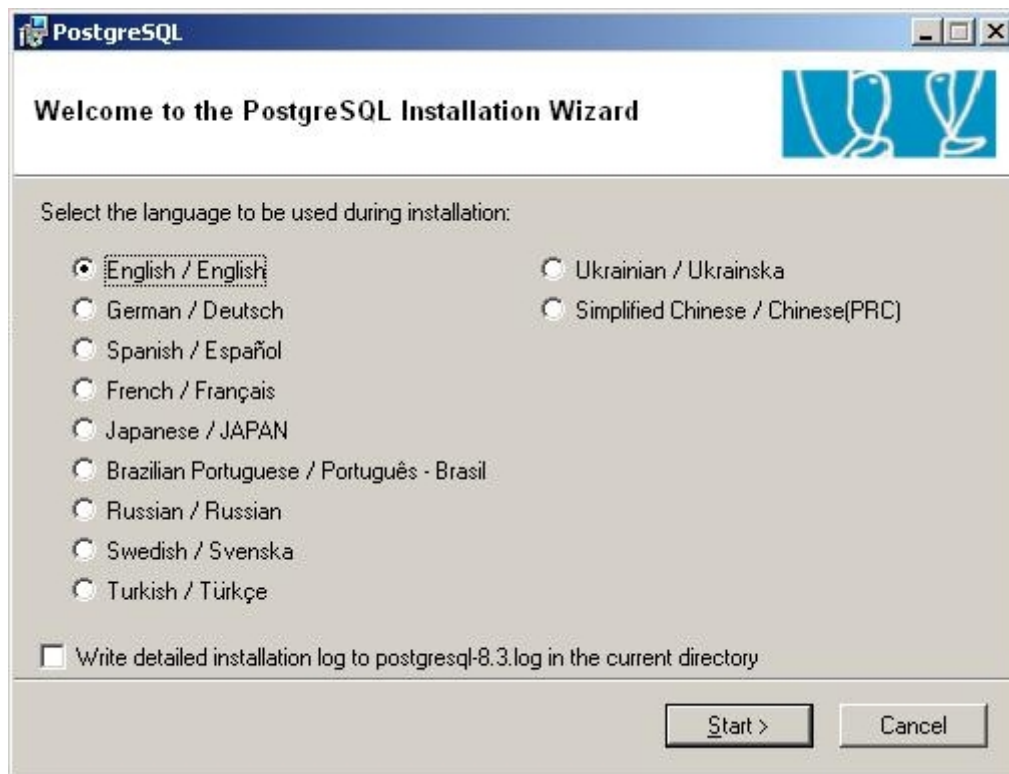 PostgreSQL
Welcome to the PostgreSQL Installation Wizard
Select the language to be used during installation:
English / English
German / Deutsch
Spanish / Español
French / Français
Japanese / JAPAN
Brazilian Portuguese / Português - Brasil
Russian / Russian
Swedish / Svenska
Turkish / Türkçe
Ukrainian / Ukrainska
Simplified Chinese / Chinese(PRC)
Write detailed installation log to postgresql-8.3.log in the current directory
Start >
Cancel